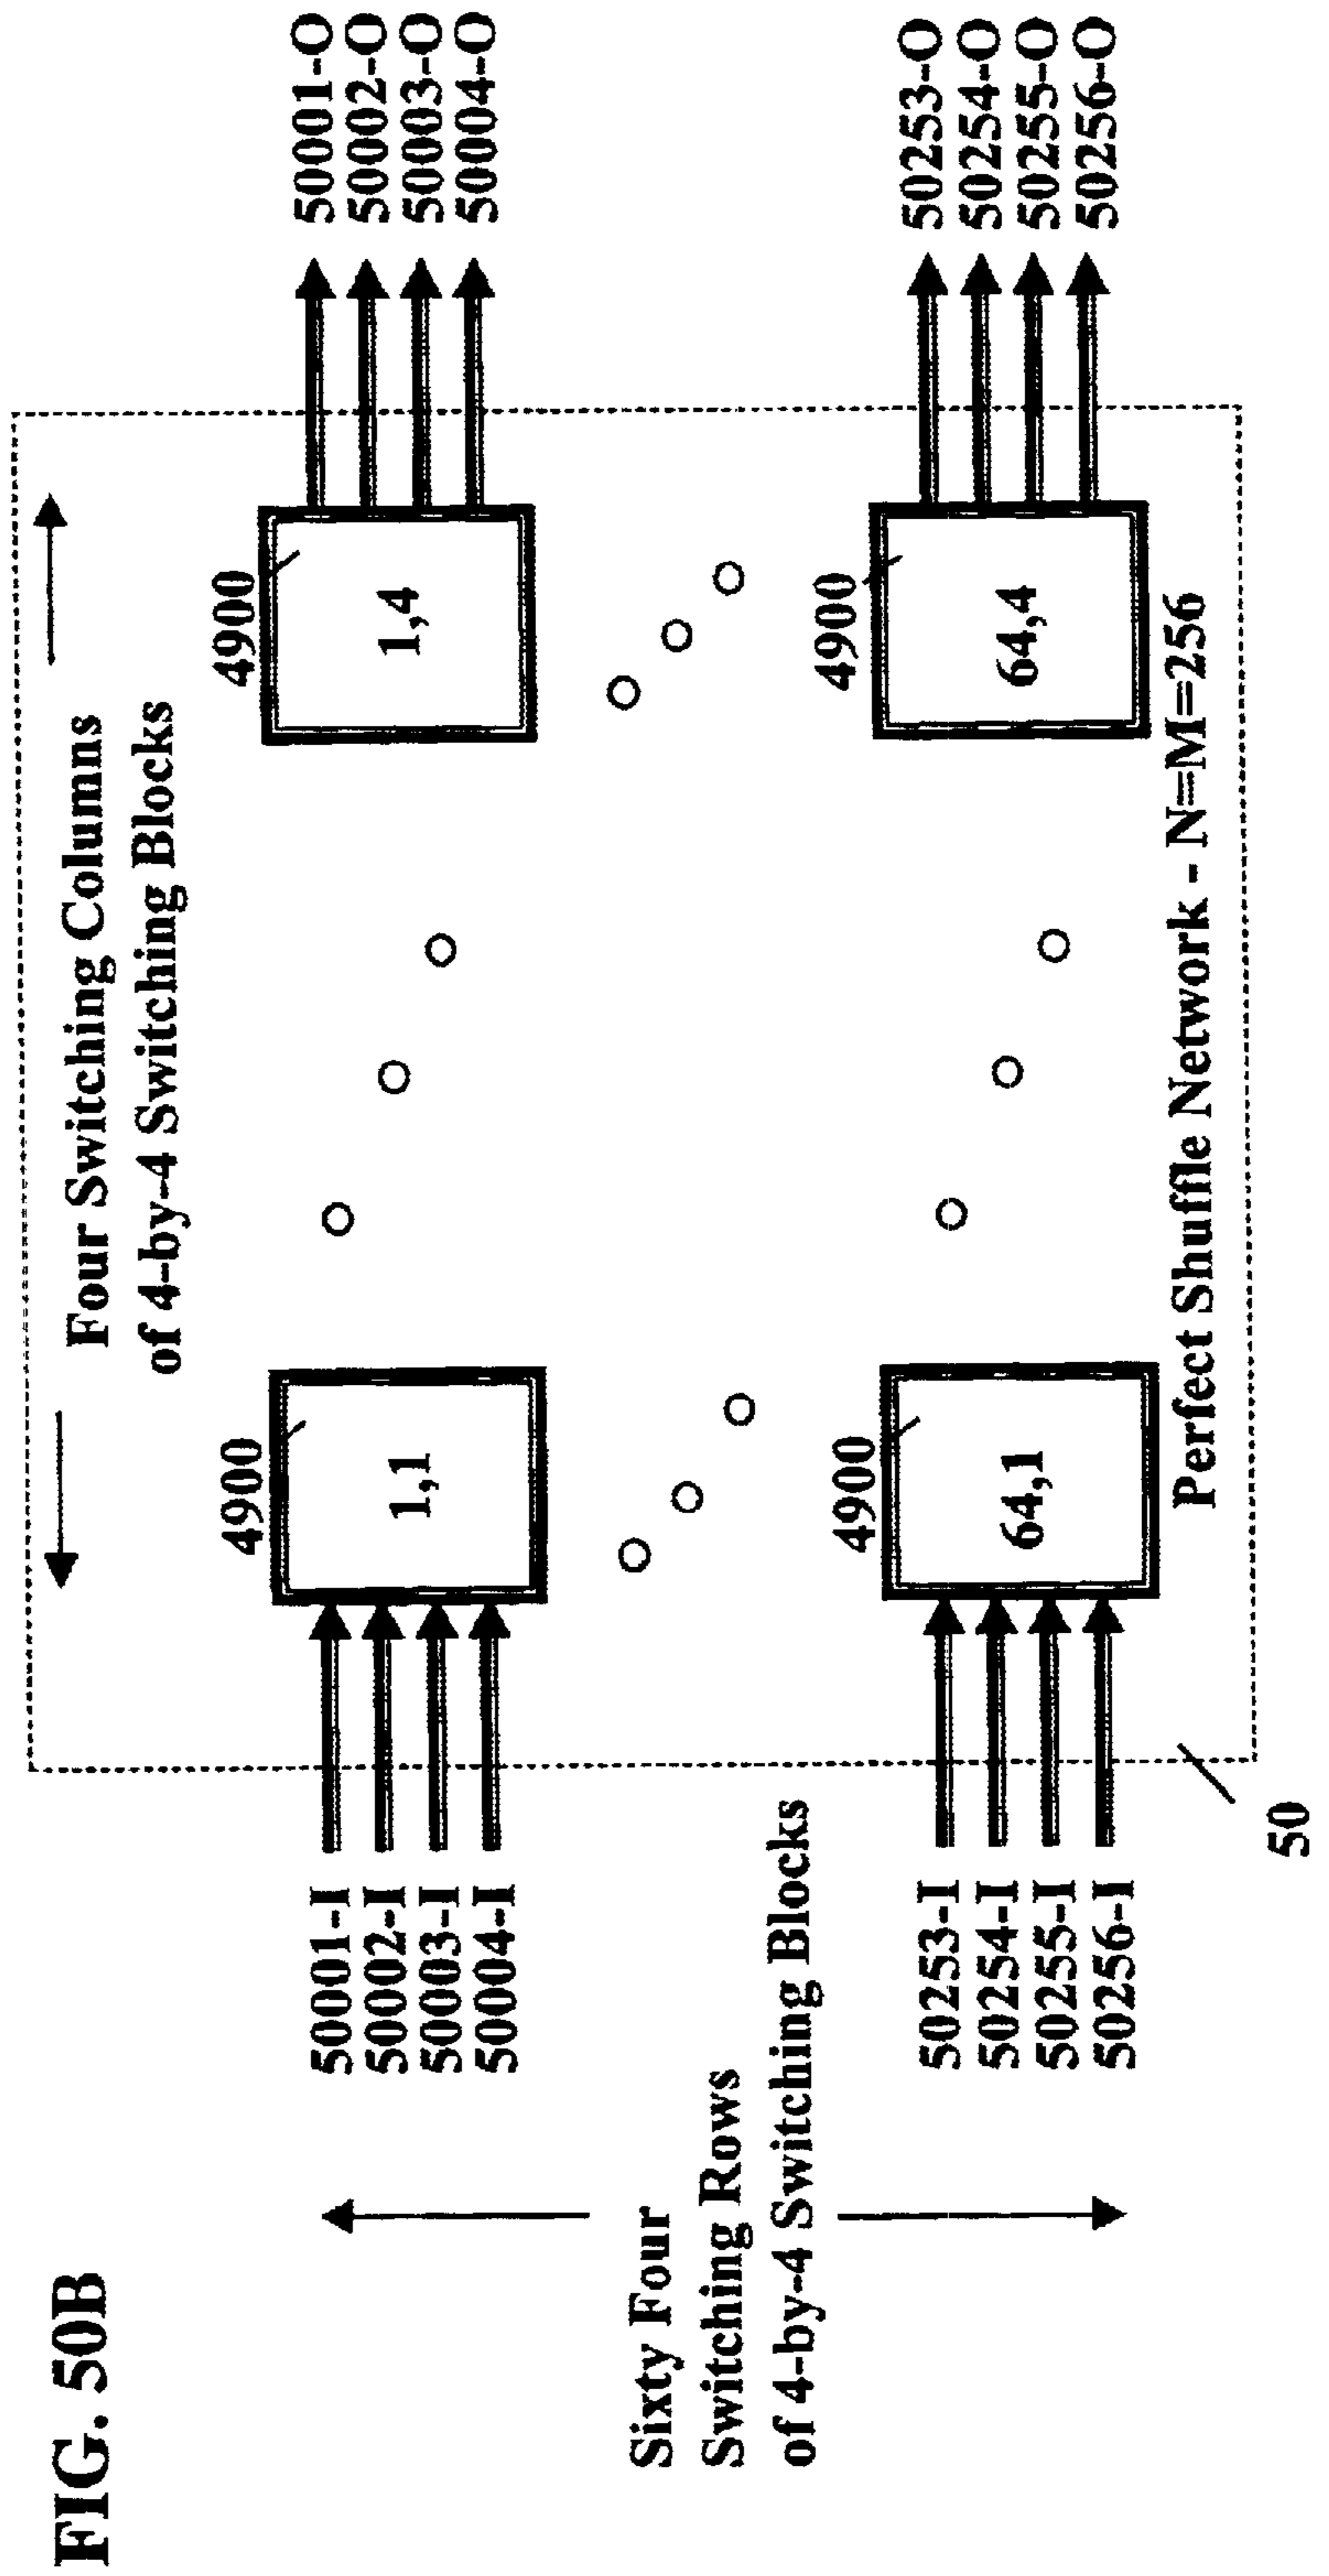 FIG. 50B
Four Switching Columns
of 4-by-4 Switching Blocks
Sixty Four
Switching Rows
of 4-by-4 Switching Blocks
50001-I
50002-I
50003-I
50004-I
4900
1,1
4900
1,4
50001-O
50002-O
50003-O
50004-O
50253-I
50254-I
50255-I
50256-I
4900
64,1
4900
64,4
50253-O
50254-O
50255-O
50256-O
Perfect Shuffle Network - N=M=256
50